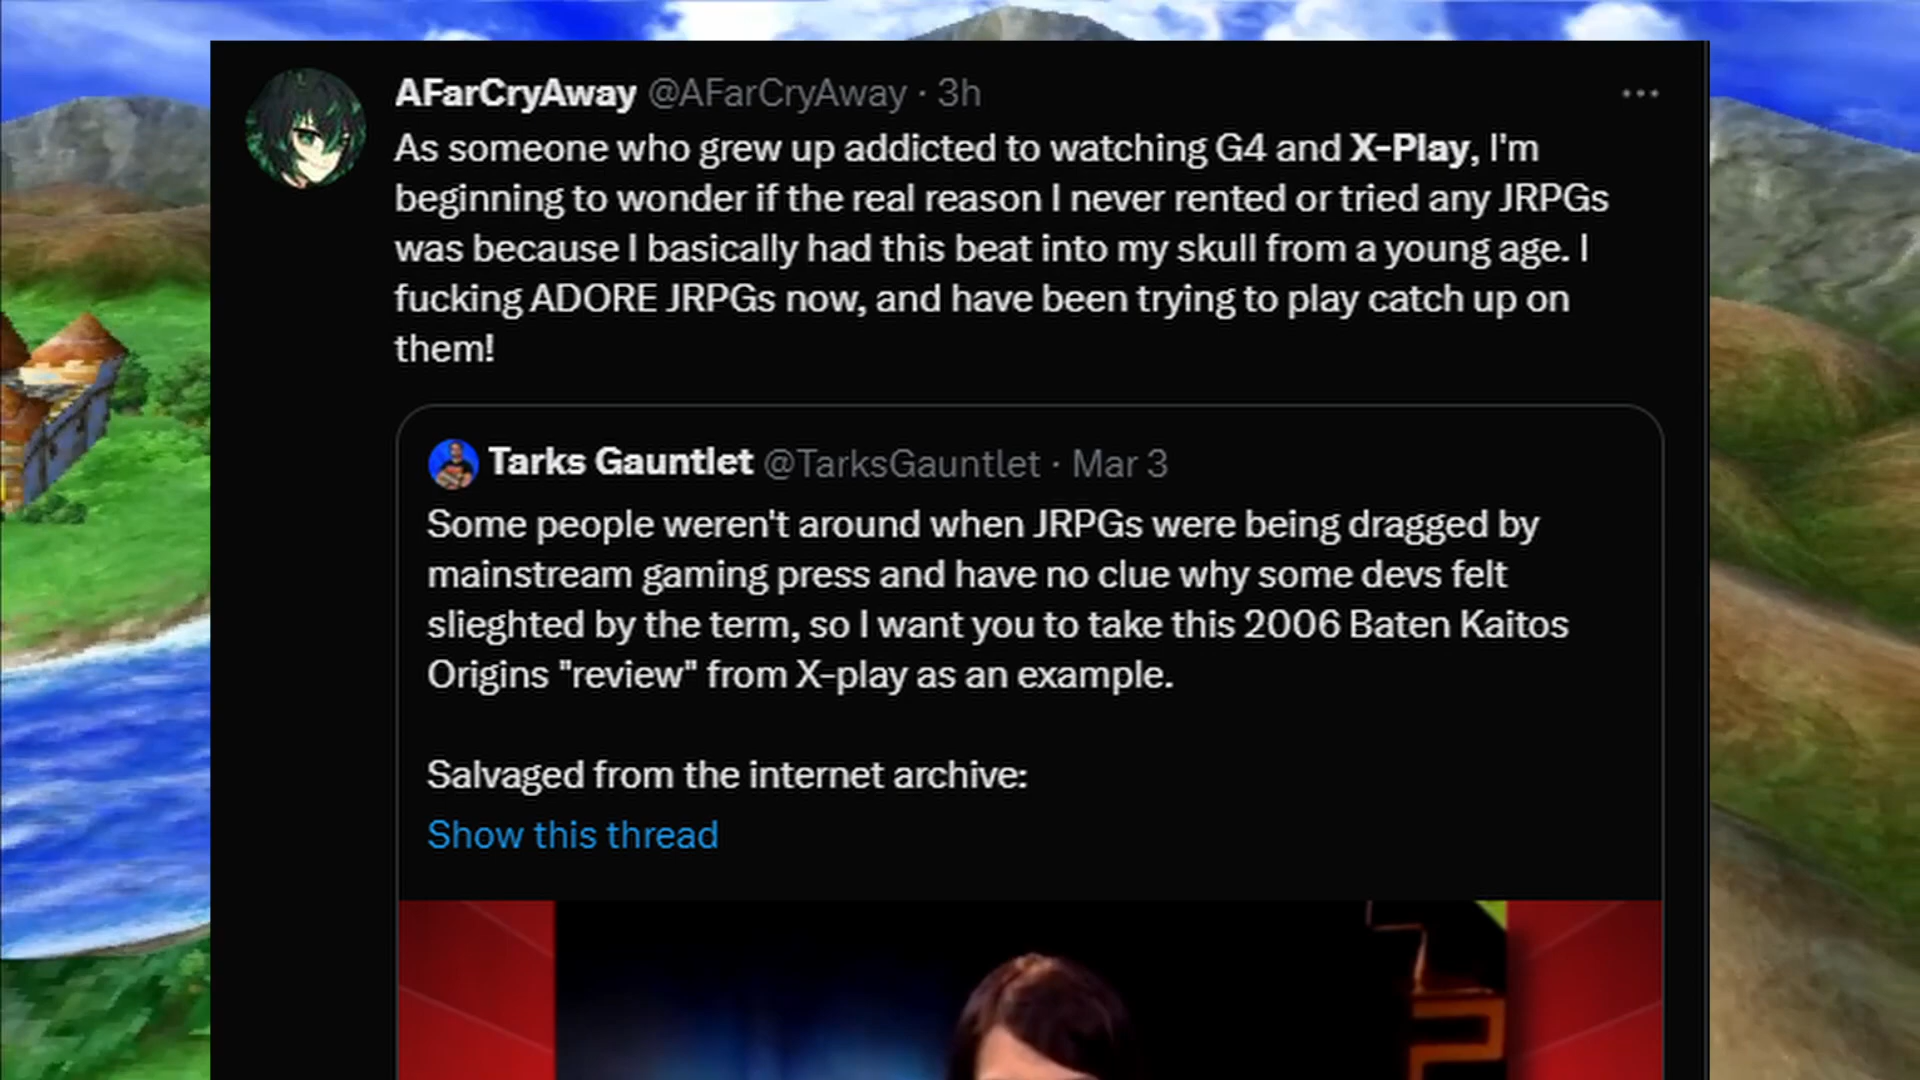 AFarCryAway @AFarCryAway · 3h
As someone who grew up addicted to watching G4 and X-Play, I'm
beginning to wonder if the real reason I never rented or tried any JRPGs
was because I basically had this beat into my skull from a young age. I
fucking ADORE JRPGs now, and have been trying to play catch up on
them!
Tarks Gauntlet @TarksGauntlet · Mar 3
Some people weren't around when JRPGs were being dragged by
mainstream gaming press and have no clue why some devs felt
slieghted by the term, so I want you to take this 2006 Baten Kaitos
Origins "review" from X-play as an example.
Salvaged from the internet archive:
Show this thread